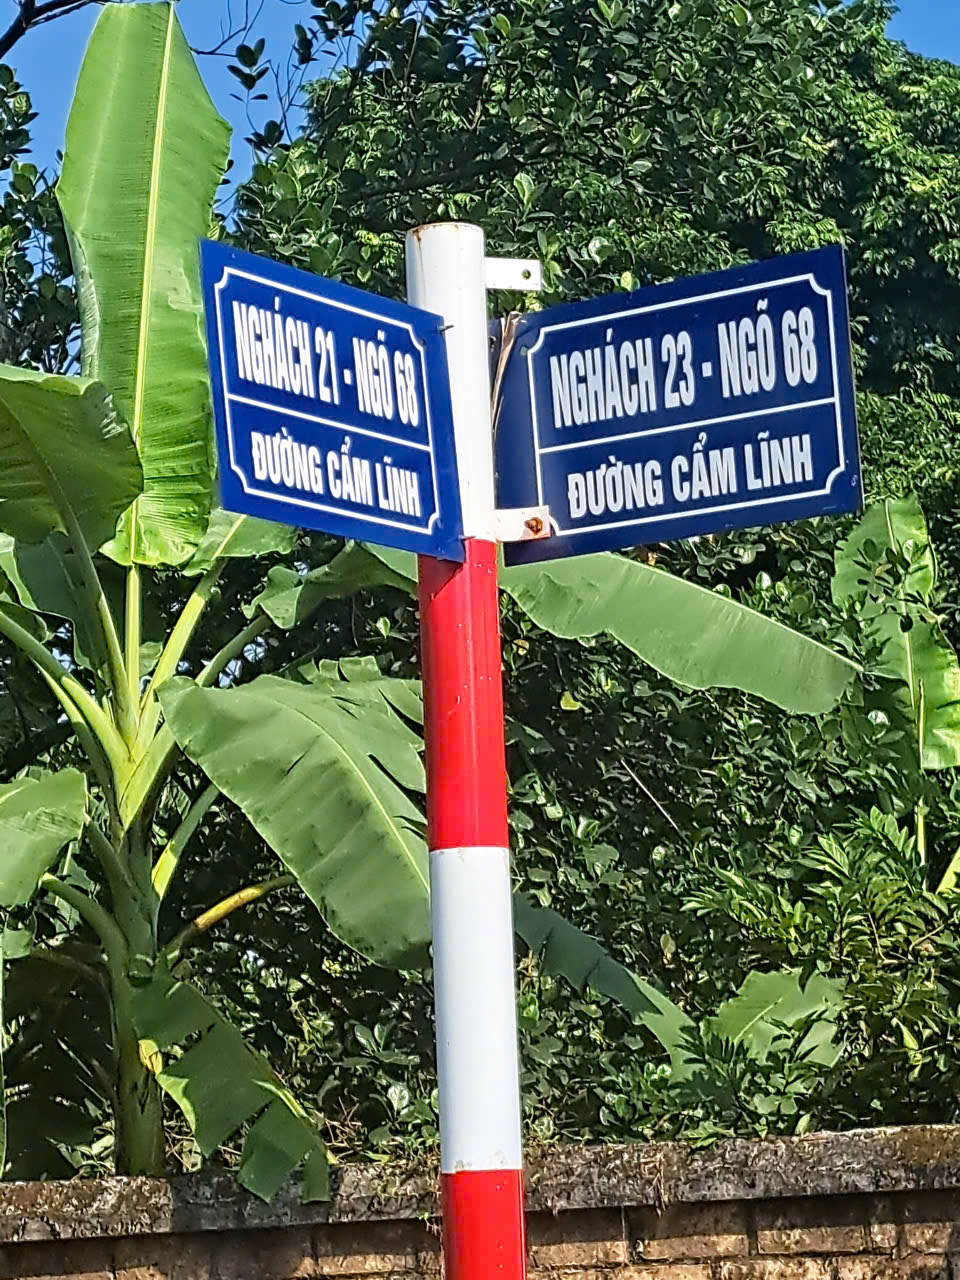 NGHÁCH 21 - NGÕ 68
ĐƯỜNG CẨM LĨNH
NGHÁCH 23 - NGÕ 68
ĐƯỜNG CẨM LĨNH